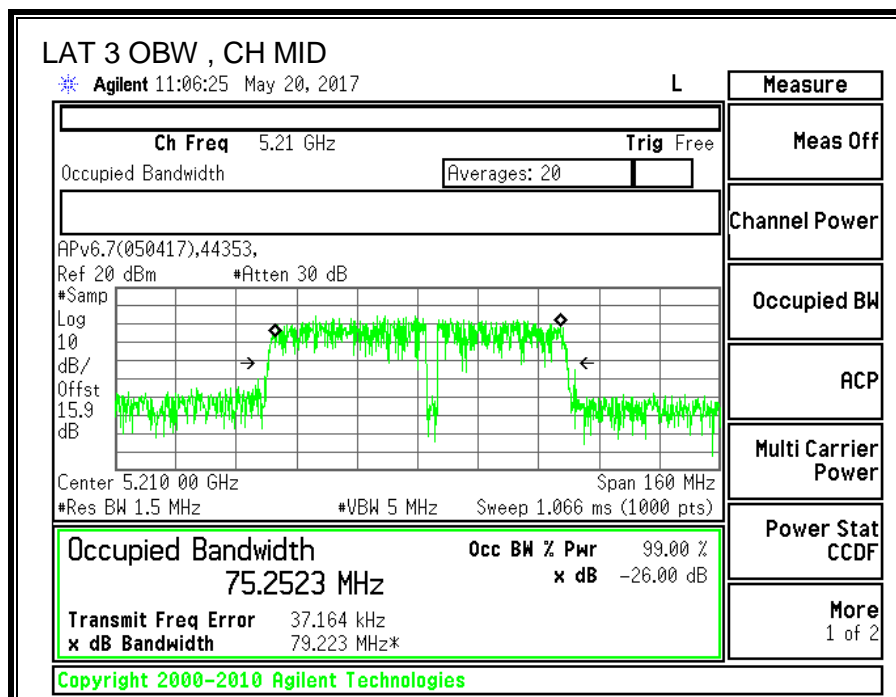 LAT 3 OBW , CH MID
Agilent 11:06:25 May 20, 2017 L
Measure
Ch Freq 5.21 GHz Trig Free
Meas Off
Occupied Bandwidth Averages: 20
Channel Power
APv6.7(050417),44353,
Ref 20 dBm #Atten 30 dB
#Samp
Log
10
dB/
Offst
15.9
dB
Occupied BW
ACP
Multi Carrier
Power
Center 5.210 00 GHz Span 160 MHz
#Res BW 1.5 MHz #VBW 5 MHz Sweep 1.066 ms (1000 pts)
Power Stat
CCDF
Occupied Bandwidth Occ BW % Pwr 99.00 %
75.2523 MHz x dB -26.00 dB
Transmit Freq Error 37.164 kHz
x dB Bandwidth 79.223 MHz*
More
1 of 2
Copyright 2000-2010 Agilent Technologies